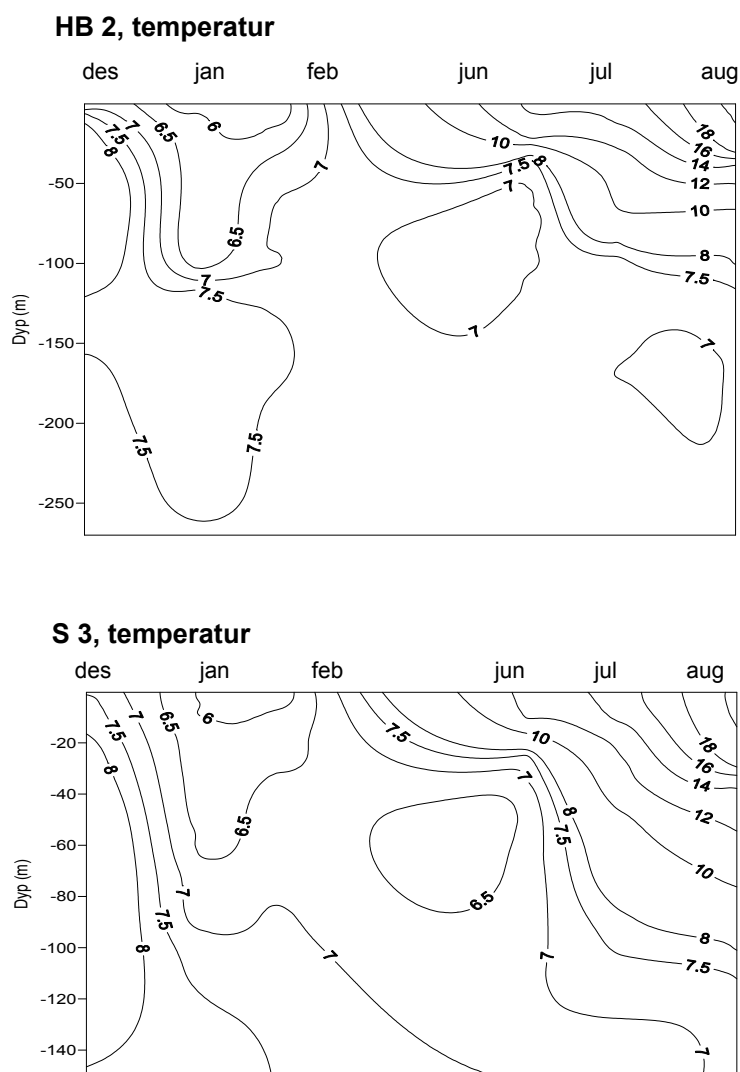 HB 2, temperatur
des jan feb jun jul aug
7.5 7 6.5 6 18
8 10 16
7 7.5 8 14
-50 7 12
6.5 10
8
-100 7 7.5
7.5
Dyp (m)
-150 7 7
-200
7.5 7.5
-250
S 3, temperatur
des jan feb jun jul aug
7.5 7 6.5 6
-20 7.5 10 18
8 7 16
14
-40 8 12
6.5 7.5
-60
10
Dyp (m)
-80 7 6.5
7.5
8 8
-100 7 7 7.5
-120
-140 7